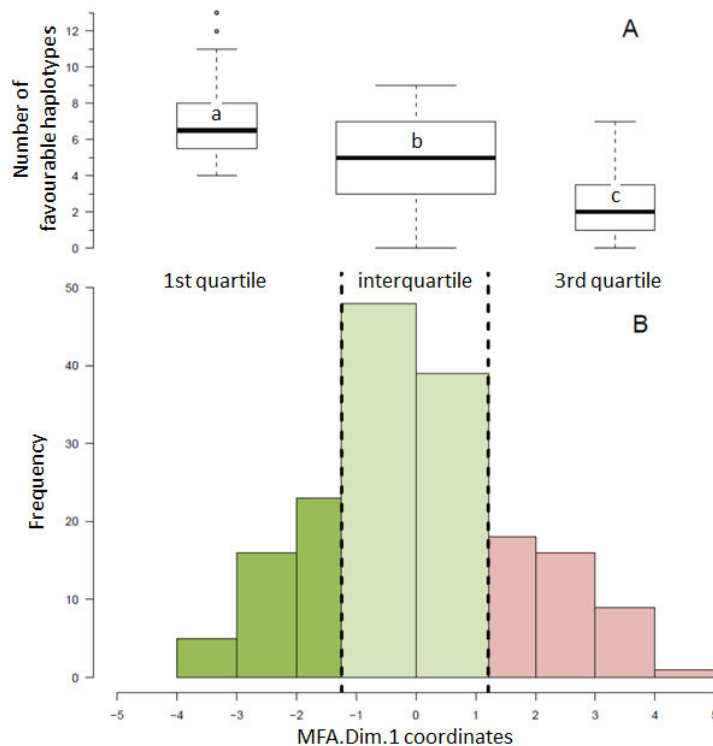 A
Number of
favourable haplotypes
12
10
8
6
4
2
0
a
b
c
1st quartile
interquartile
3rd quartile
B
Frequency
50
40
30
20
10
0
-5 -4 -3 -2 -1 0 1 2 3 4 5
MFA.Dim.1 coordinates